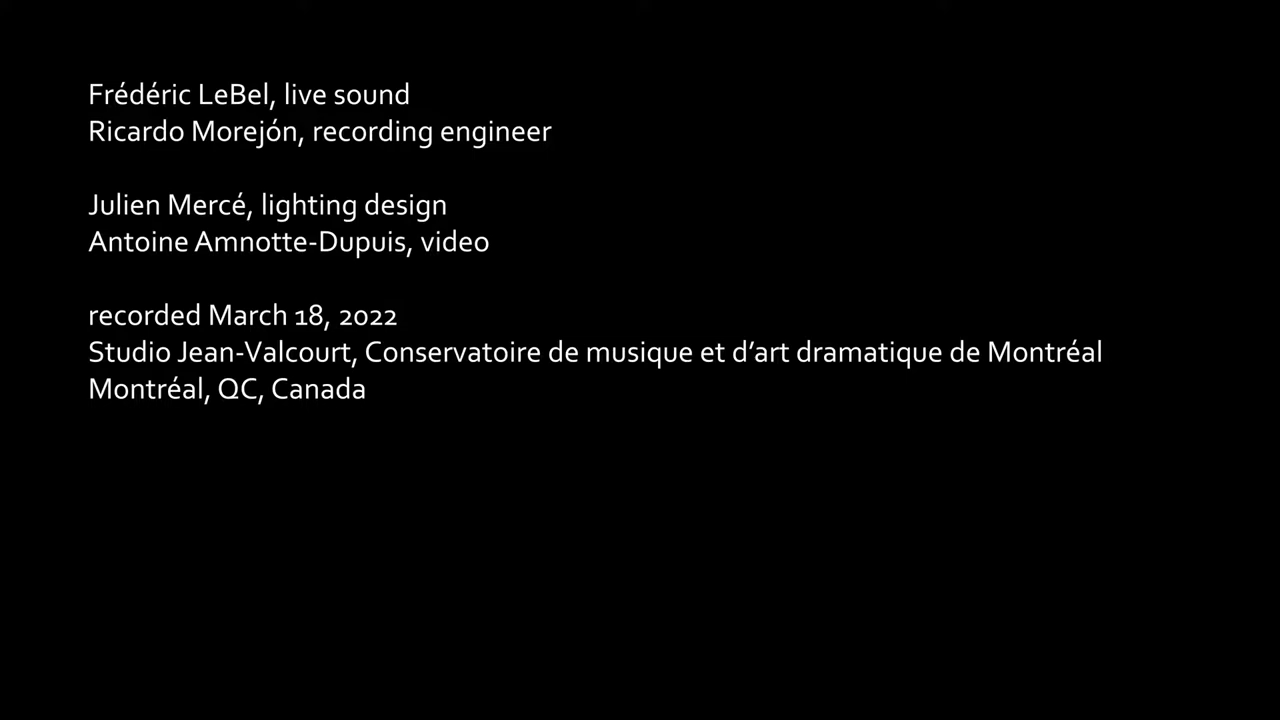 Frédéric LeBel, live sound
Ricardo Morejón, recording engineer
Julien Mercé, lighting design
Antoine Amnotte-Dupuis, video
recorded March 18, 2022
Studio Jean-Valcourt, Conservatoire de musique et d’art dramatique de Montréal
Montréal, QC, Canada